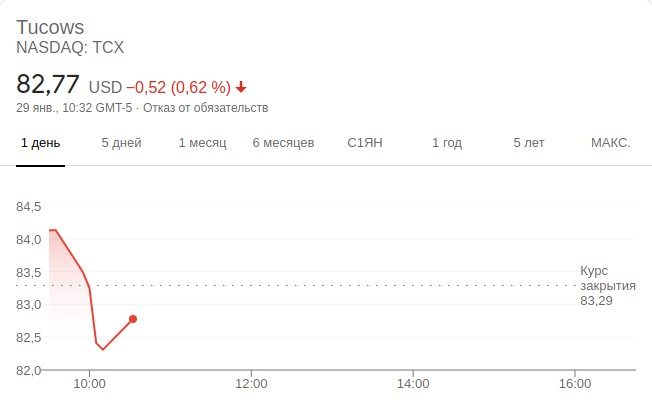 Tucows
NASDAQ: TCX
82,77 USD −0,52 (0,62 %)
29 янв., 10:32 GMT-5 · Отказ от обязательств
1 день 5 дней 1 месяц 6 месяцев С1ЯН 1 год 5 лет МАКС.
84,5
84,0
83,5
83,0
82,5
82,0
Курс
закрытия
83,29
10:00 12:00 14:00 16:00